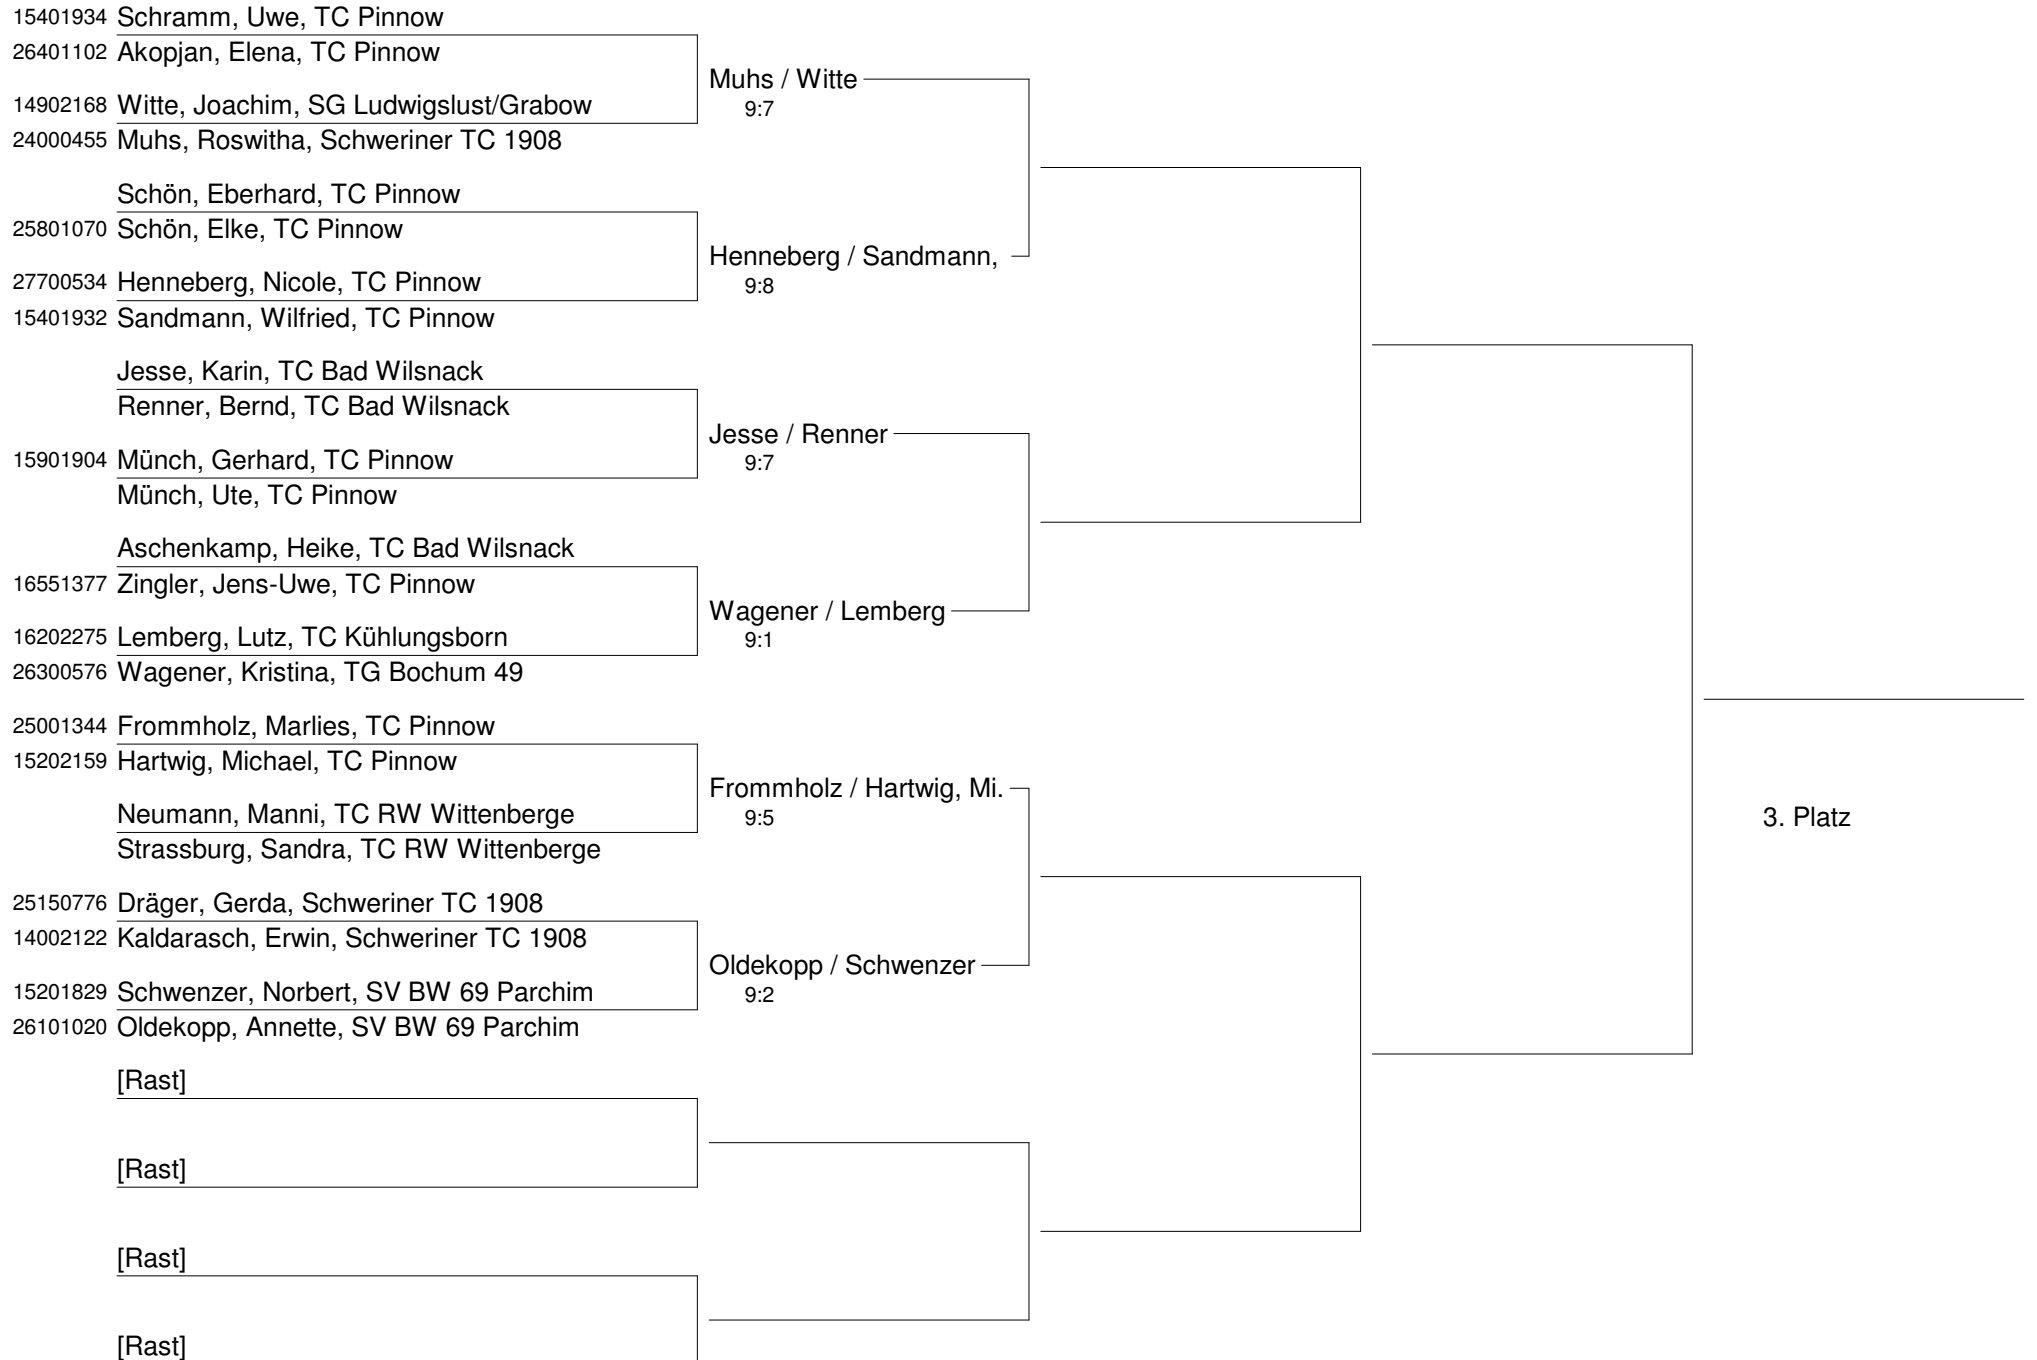 15401934 Schramm, Uwe, TC Pinnow
26401102 Akopjan, Elena, TC Pinnow
Muhs / Witte
9:7
14902168 Witte, Joachim, SG Ludwigslust/Grabow
24000455 Muhs, Roswitha, Schweriner TC 1908
Schön, Eberhard, TC Pinnow
25801070 Schön, Elke, TC Pinnow
Henneberg / Sandmann,
9:8
27700534 Henneberg, Nicole, TC Pinnow
15401932 Sandmann, Wilfried, TC Pinnow
Jesse, Karin, TC Bad Wilsnack
Renner, Bernd, TC Bad Wilsnack
Jesse / Renner
9:7
15901904 Münch, Gerhard, TC Pinnow
Münch, Ute, TC Pinnow
Aschenkamp, Heike, TC Bad Wilsnack
16551377 Zingler, Jens-Uwe, TC Pinnow
Wagener / Lemberg
9:1
16202275 Lemberg, Lutz, TC Kühlungsborn
26300576 Wagener, Kristina, TG Bochum 49
25001344 Frommholz, Marlies, TC Pinnow
15202159 Hartwig, Michael, TC Pinnow
Frommholz / Hartwig, Mi.
9:5
3. Platz
Neumann, Manni, TC RW Wittenberge
Strassburg, Sandra, TC RW Wittenberge
25150776 Dräger, Gerda, Schweriner TC 1908
14002122 Kaldarasch, Erwin, Schweriner TC 1908
Oldekopp / Schwenzer
9:2
15201829 Schwenzer, Norbert, SV BW 69 Parchim
26101020 Oldekopp, Annette, SV BW 69 Parchim
[Rast]
[Rast]
[Rast]
[Rast]